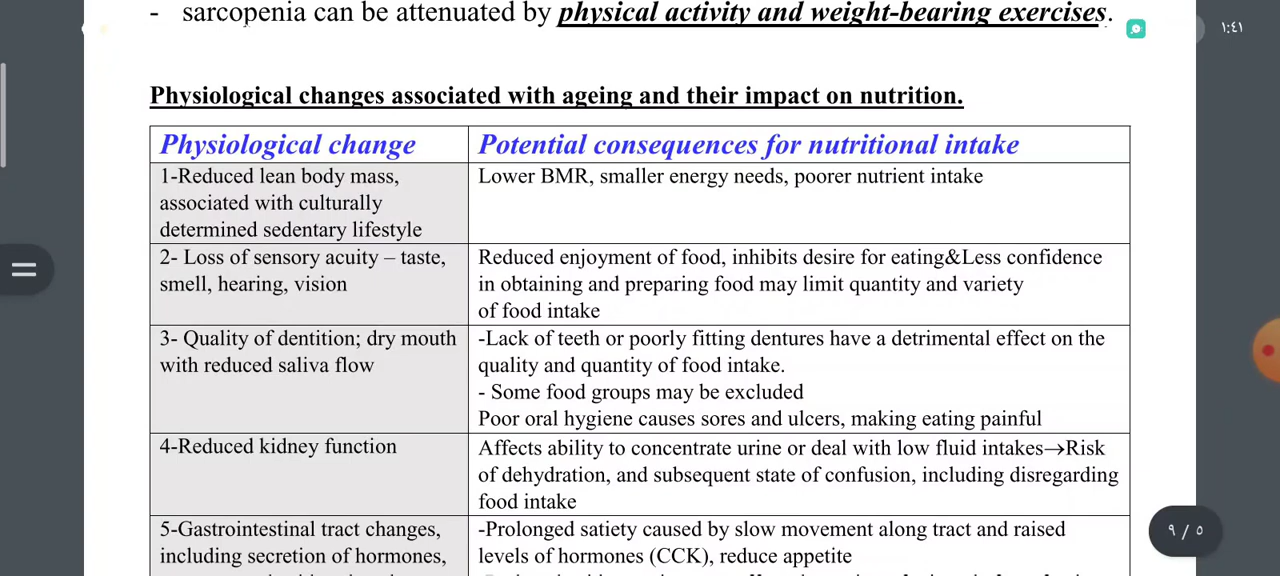 - sarcopenia can be attenuated by physical activity and weight-bearing exercises.
١:٤١
Physiological changes associated with ageing and their impact on nutrition.
Physiological change
Potential consequences for nutritional intake
1-Reduced lean body mass,
associated with culturally
determined sedentary lifestyle
Lower BMR, smaller energy needs, poorer nutrient intake
2- Loss of sensory acuity – taste,
smell, hearing, vision
Reduced enjoyment of food, inhibits desire for eating&Less confidence
in obtaining and preparing food may limit quantity and variety
of food intake
3- Quality of dentition; dry mouth
with reduced saliva flow
-Lack of teeth or poorly fitting dentures have a detrimental effect on the
quality and quantity of food intake.
- Some food groups may be excluded
Poor oral hygiene causes sores and ulcers, making eating painful
4-Reduced kidney function
Affects ability to concentrate urine or deal with low fluid intakes→Risk
of dehydration, and subsequent state of confusion, including disregarding
food intake
5-Gastrointestinal tract changes,
including secretion of hormones,
-Prolonged satiety caused by slow movement along tract and raised
levels of hormones (CCK), reduce appetite
٩ / ٥